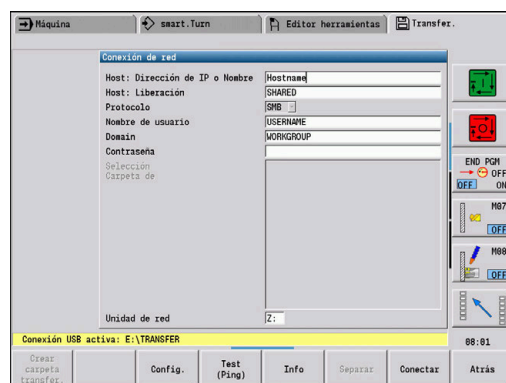 Máquina
smart.Turn
Editor herramientas
Transfer.
Conexión de red
Host: Dirección de IP o Nombre
Hostname
Host: Liberación
SHARED
Protocolo
SMB
Nombre de usuario
USERNAME
Domain
WORKGROUP
Contraseña
Selección
Carpeta de
Unidad de red
Z:
END PGM
OFF
OFF
ON
M07
OFF
M08
OFF
Conexión USB activa: E:\TRANSFER
08:01
Crear carpeta transfer.
Config.
Test (Ping)
Info
Separar
Conectar
Atrás